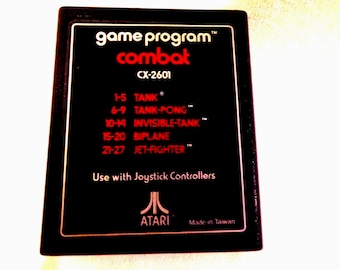 game program™
combat
CX-2601
1-5 TANK®
6-9 TANK-PONG™
10-14 INVISIBLE-TANK™
15-20 BIPLANE
21-27 JET-FIGHTER™
Use with Joystick Controllers
ATARI®
Made in Taiwan